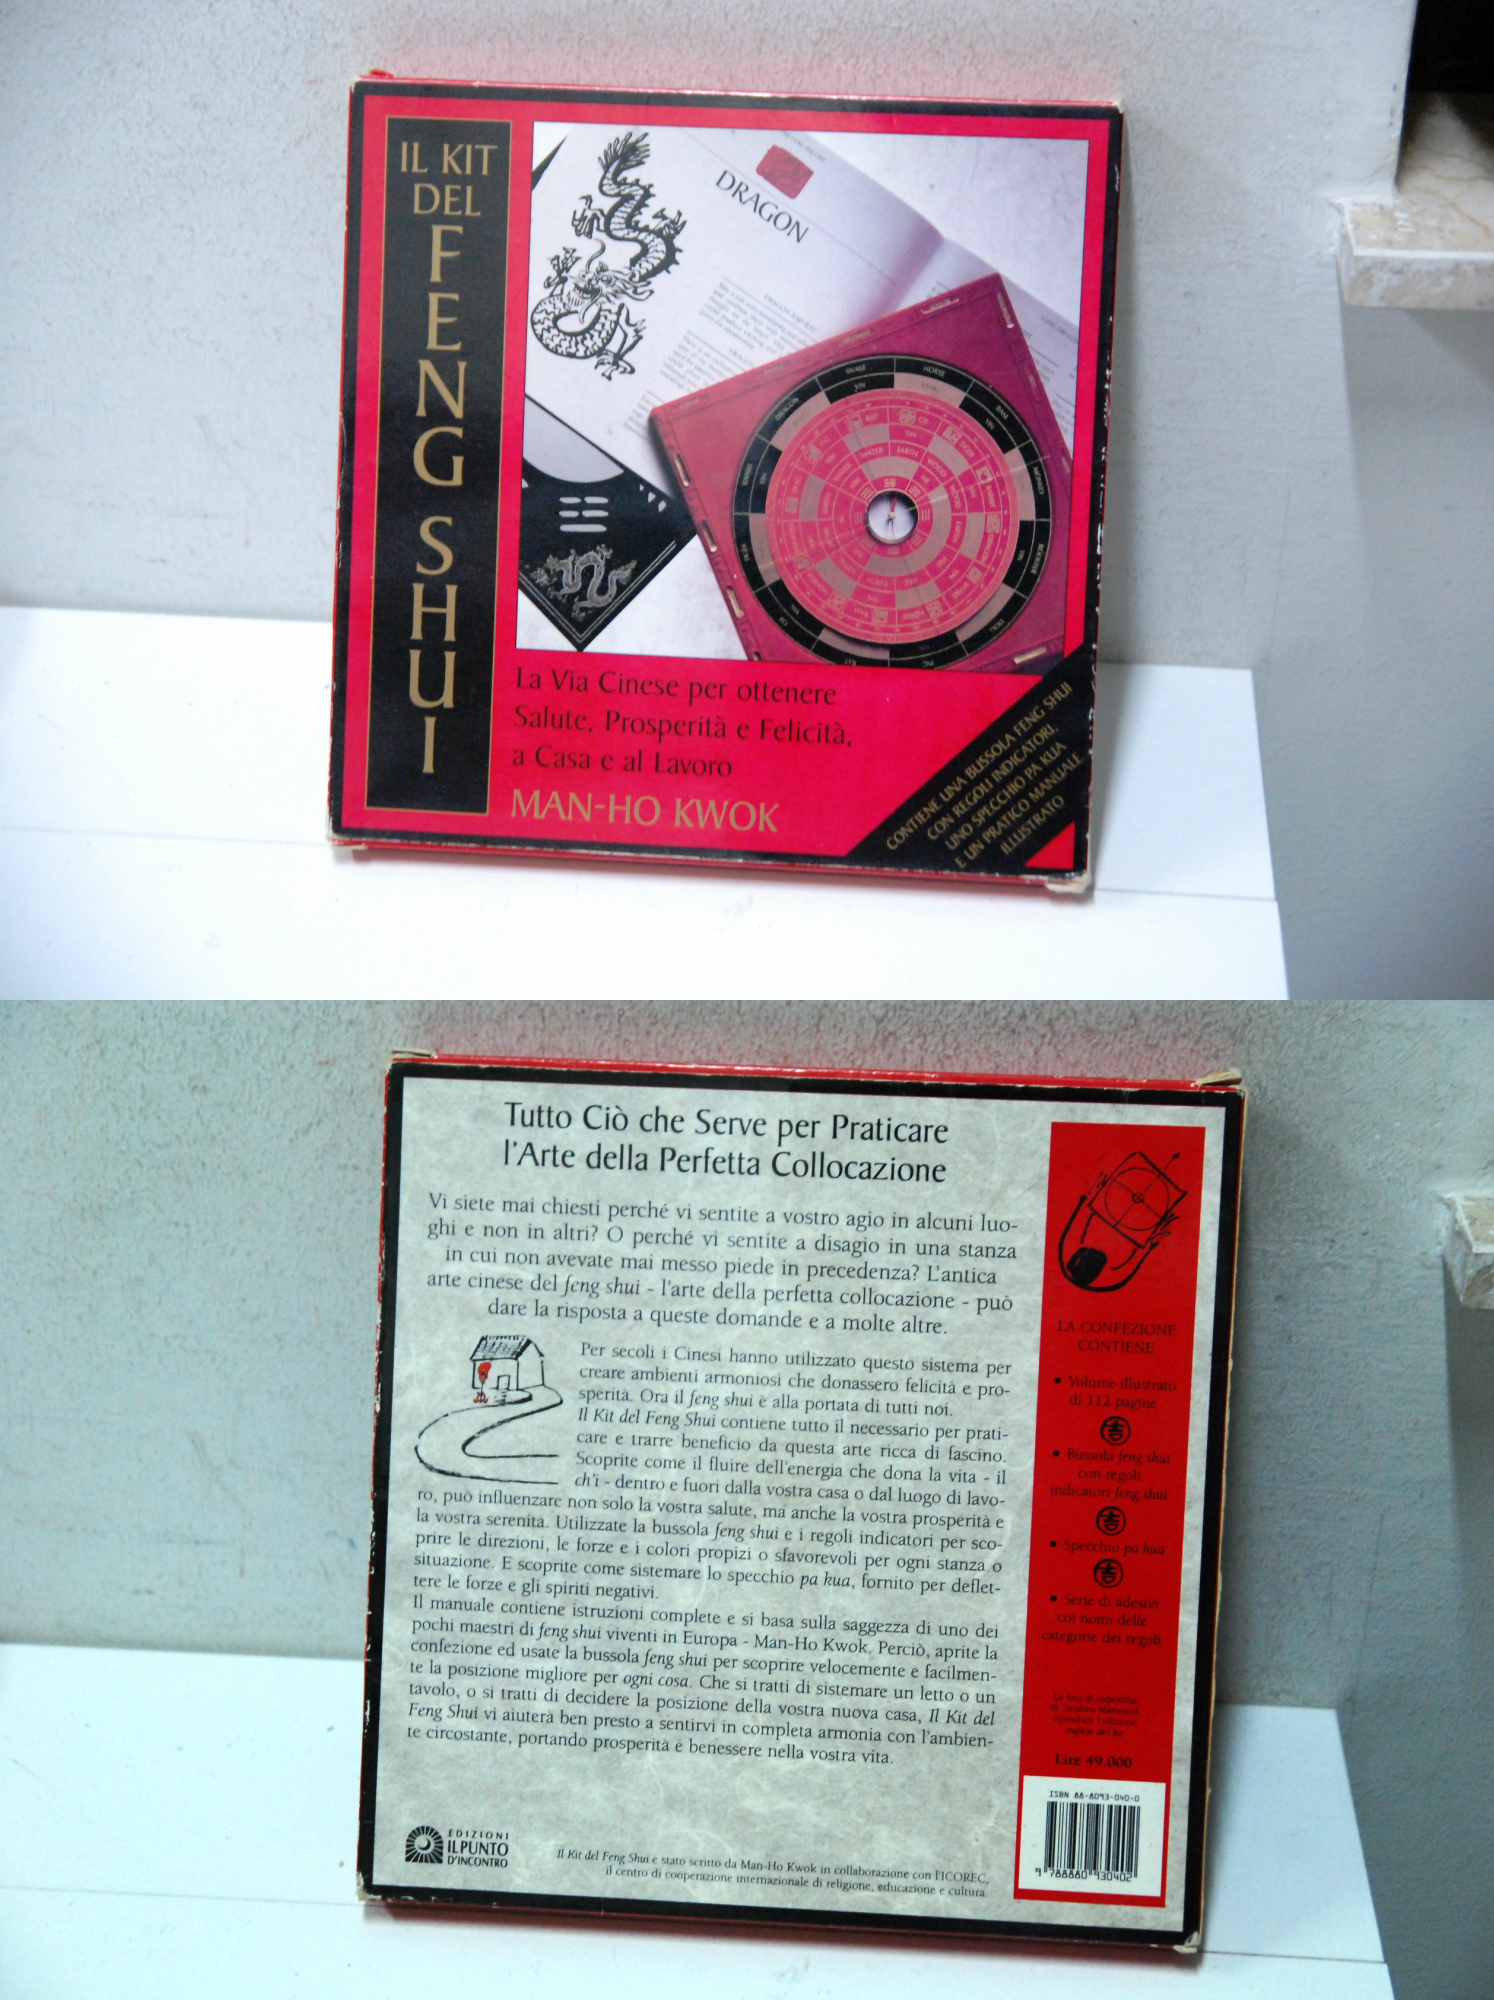 IL KIT
DEL
FENG SHUI
DRAGON
La Via Cinese per ottenere
Salute, Prosperità e Felicità,
a Casa e al Lavoro
MAN-HO KWOK
CONTIENE UNA BUSSOLA FENG SHUI
CON REGOLI INDICATORI,
UNO SPECCHIO PA KUA
E UN PRATICO MANUALE
ILLUSTRATO
Tutto Ciò che Serve per Praticare
l'Arte della Perfetta Collocazione
Vi siete mai chiesti perché vi sentite a vostro agio in alcuni luo-
ghi e non in altri? O perché vi sentite a disagio in una stanza
in cui non avevate mai messo piede in precedenza? L'antica
arte cinese del feng shui - l'arte della perfetta collocazione - può
dare la risposta a queste domande e a molte altre.
Per secoli i Cinesi hanno utilizzato questo sistema per
creare ambienti armoniosi che donassero felicità e pro-
sperità. Ora il feng shui è alla portata di tutti noi.
Il Kit del Feng Shui contiene tutto il necessario per prati-
care e trarre beneficio da questa arte ricca di fascino.
Scoprite come il fluire dell'energia che dona la vita - il
ch'i - dentro e fuori dalla vostra casa o dal luogo di lavo-
ro, può influenzare non solo la vostra salute, ma anche la vostra prosperità e
la vostra serenità. Utilizzate la bussola feng shui e i regoli indicatori per sco-
prire le direzioni, le forze e i colori propizi o sfavorevoli per ogni stanza o
situazione. E scoprite come sistemare lo specchio pa kua, fornito per deflet-
tere le forze e gli spiriti negativi.
Il manuale contiene istruzioni complete e si basa sulla saggezza di uno dei
pochi maestri di feng shui viventi in Europa - Man-Ho Kwok. Perciò, aprite la
confezione ed usate la bussola feng shui per scoprire velocemente e facilmen-
te la posizione migliore per ogni cosa. Che si tratti di sistemare un letto o un
tavolo, o si tratti di decidere la posizione della vostra nuova casa, Il Kit del
Feng Shui vi aiuterà ben presto a sentirvi in completa armonia con l'ambien-
te circostante, portando prosperità e benessere nella vostra vita.
EDIZIONI
IL PUNTO
D'INCONTRO
Il Kit del Feng Shui è stato scritto da Man-Ho Kwok in collaborazione con l'ICOREC,
il centro di cooperazione internazionale di religione, educazione e cultura.
LA CONFEZIONE
CONTIENE
• Volume illustrato
di 112 pagine
• Bussola feng shui
con regoli
indicatori feng shui
• Specchio pa kua
• Serie di adesivi
coi nomi delle
categorie dei regoli
La foto di copertina
di Stephen Marwood
riproduce l'edizione
inglese del kit
Lire 49.000
ISBN 88-8093-040-0
9 788880 930402